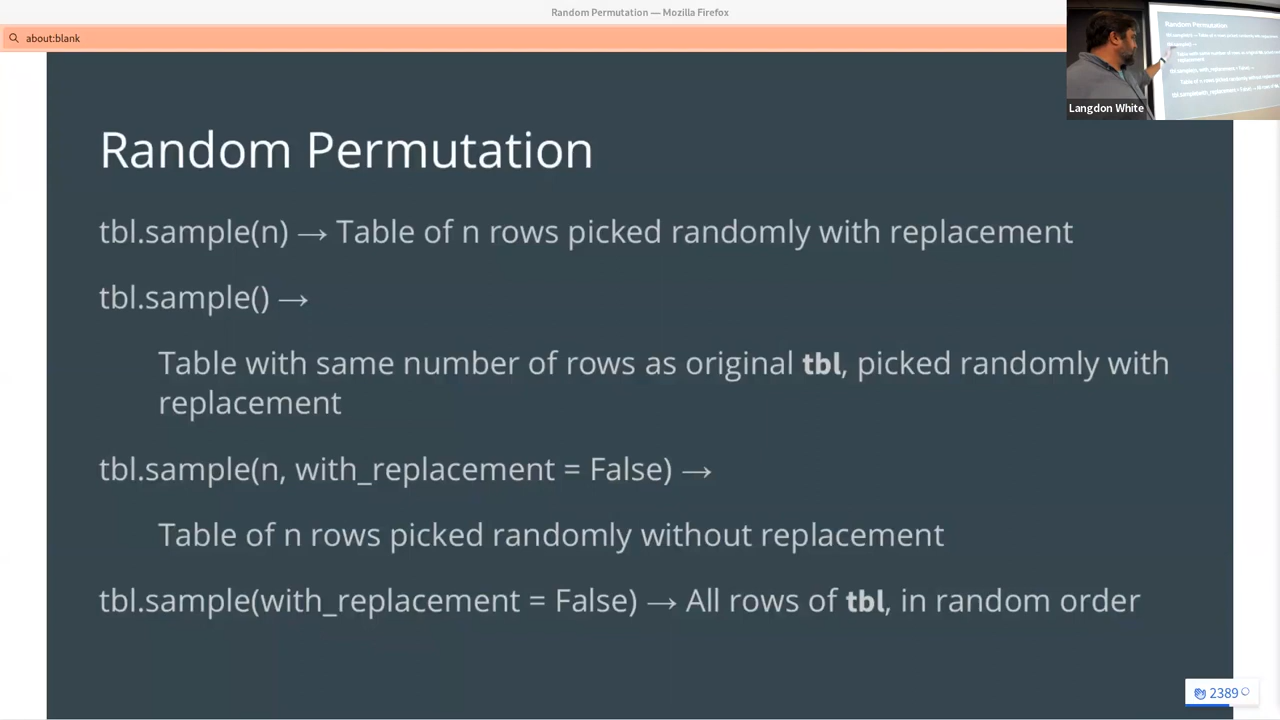 Random Permutation — Mozilla Firefox
about:blank
Langdon White
Random Permutation
tbl.sample(n) → Table of n rows picked randomly with replacement
tbl.sample() →
Table with same number of rows as original tbl, picked randomly with
replacement
tbl.sample(n, with_replacement = False) →
Table of n rows picked randomly without replacement
tbl.sample(with_replacement = False) → All rows of tbl, in random order
2389